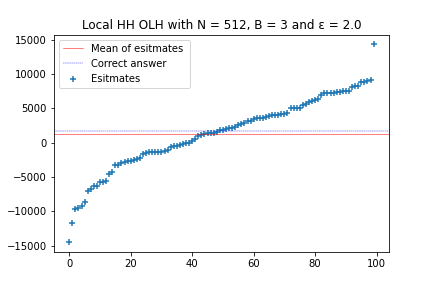 Local HH OLH with N = 512, B = 3 and ε = 2.0
Mean of esitmates
Correct answer
Esitmates
15000
10000
5000
0
−5000
−10000
−15000
0 20 40 60 80 100